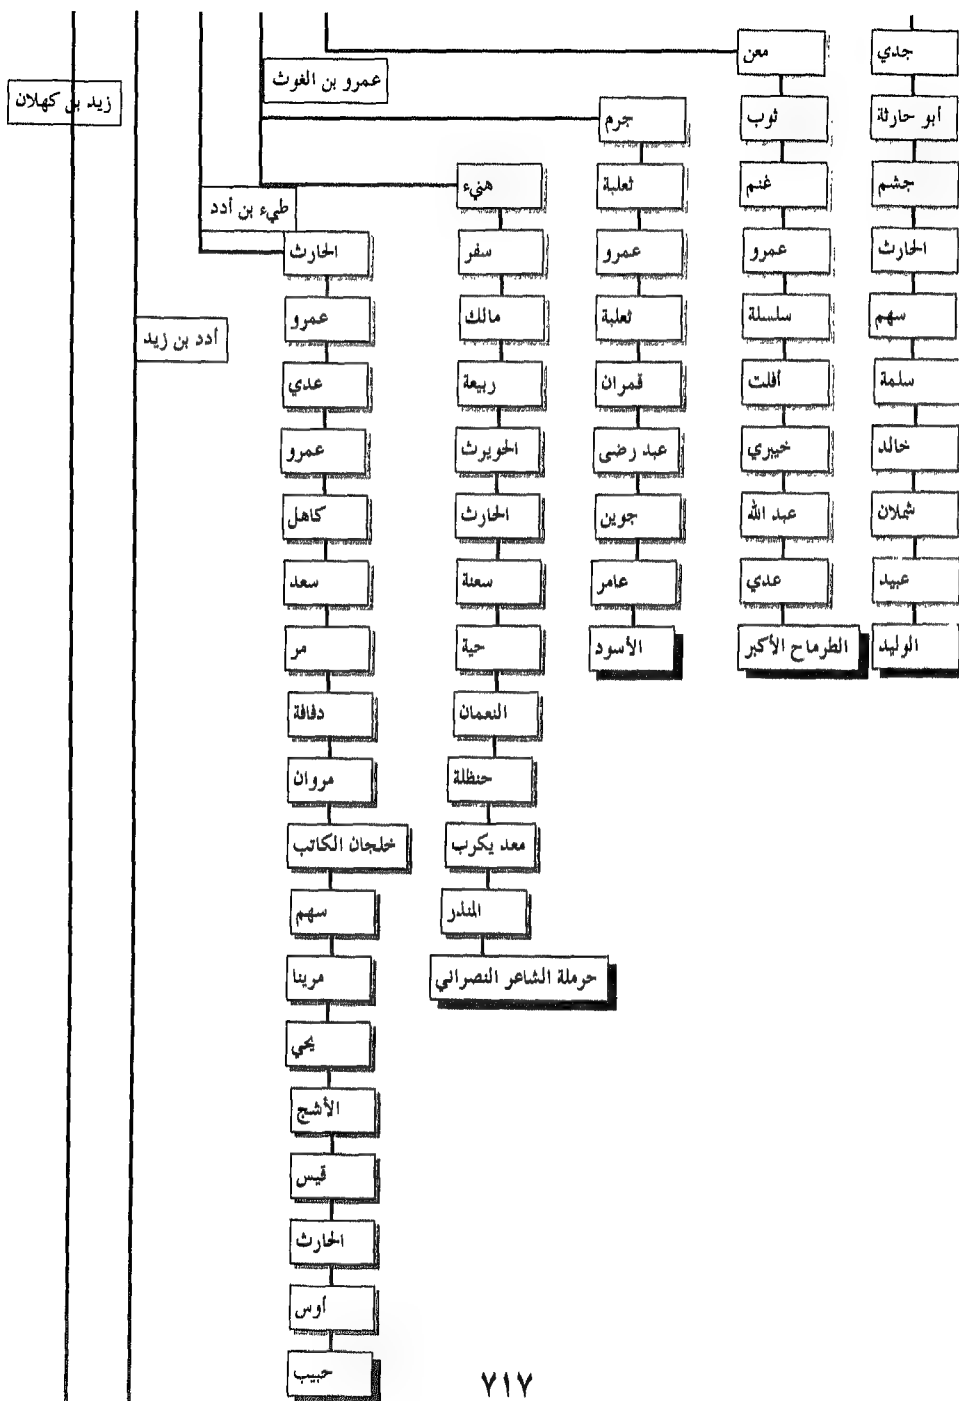 جدي
أبو حارثة
جشم
الحارث
سهم
سلمة
خالد
شملان
عبيد
الوليد
معن
ثوب
غنم
عمرو
سلسلة
أفلت
خيبري
عبد الله
عدي
الطرماح الأكبر
جرم
ثعلبة
عمرو
ثعلبة
قمران
عبد رضى
جوين
عامر
الأسود
عمرو بن الغوث
هنيء
سفر
مالك
ربيعة
الحويرث
الحارث
سعنة
حية
النعمان
حنظلة
معد يكرب
المنذر
حرملة الشاعر النصراني
طيء بن أدد
الحارث
عمرو
عدي
عمرو
كاهل
سعد
مر
دفافة
مروان
خلجان الكاتب
سهم
مرينا
يحي
الأشج
قيس
الحارث
أوس
حبيب
أدد بن زيد
زيد بن كهلان
٧١٧